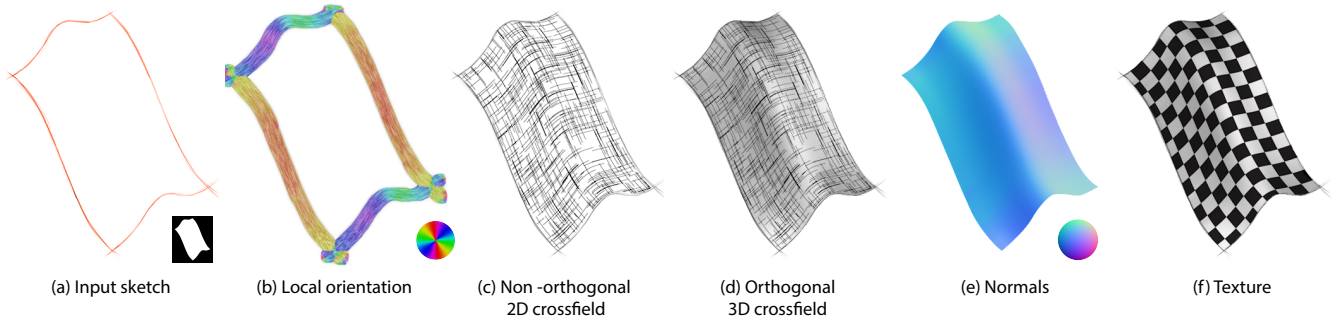 (a) Input sketch
(b) Local orientation
(c) Non -orthogonal
2D crossfield
(d) Orthogonal
3D crossfield
(e) Normals
(f) Texture